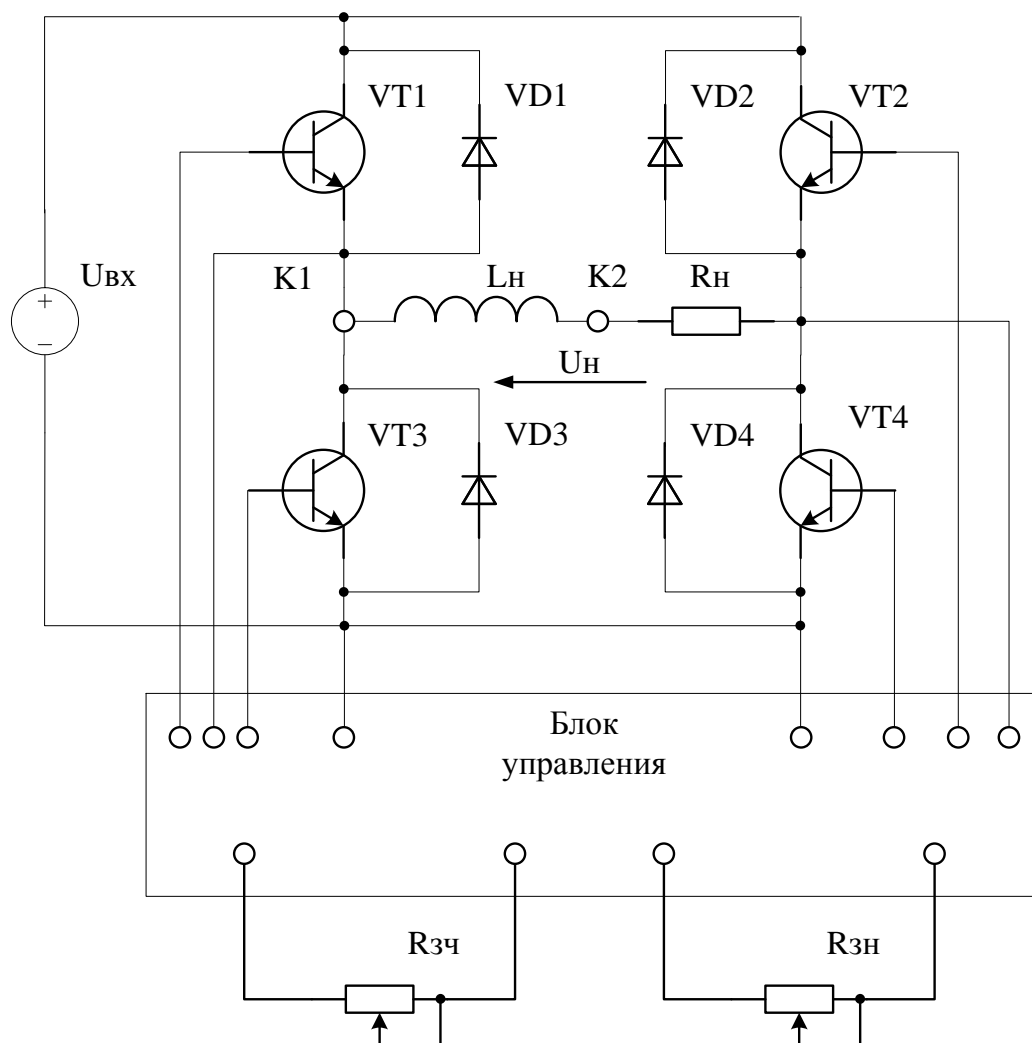 VT1
VD1
VD2
VT2
Uвх
K1
Lн
K2
Rн
Uн
VT3
VD3
VD4
VT4
Блок
управления
Rзч
Rзн